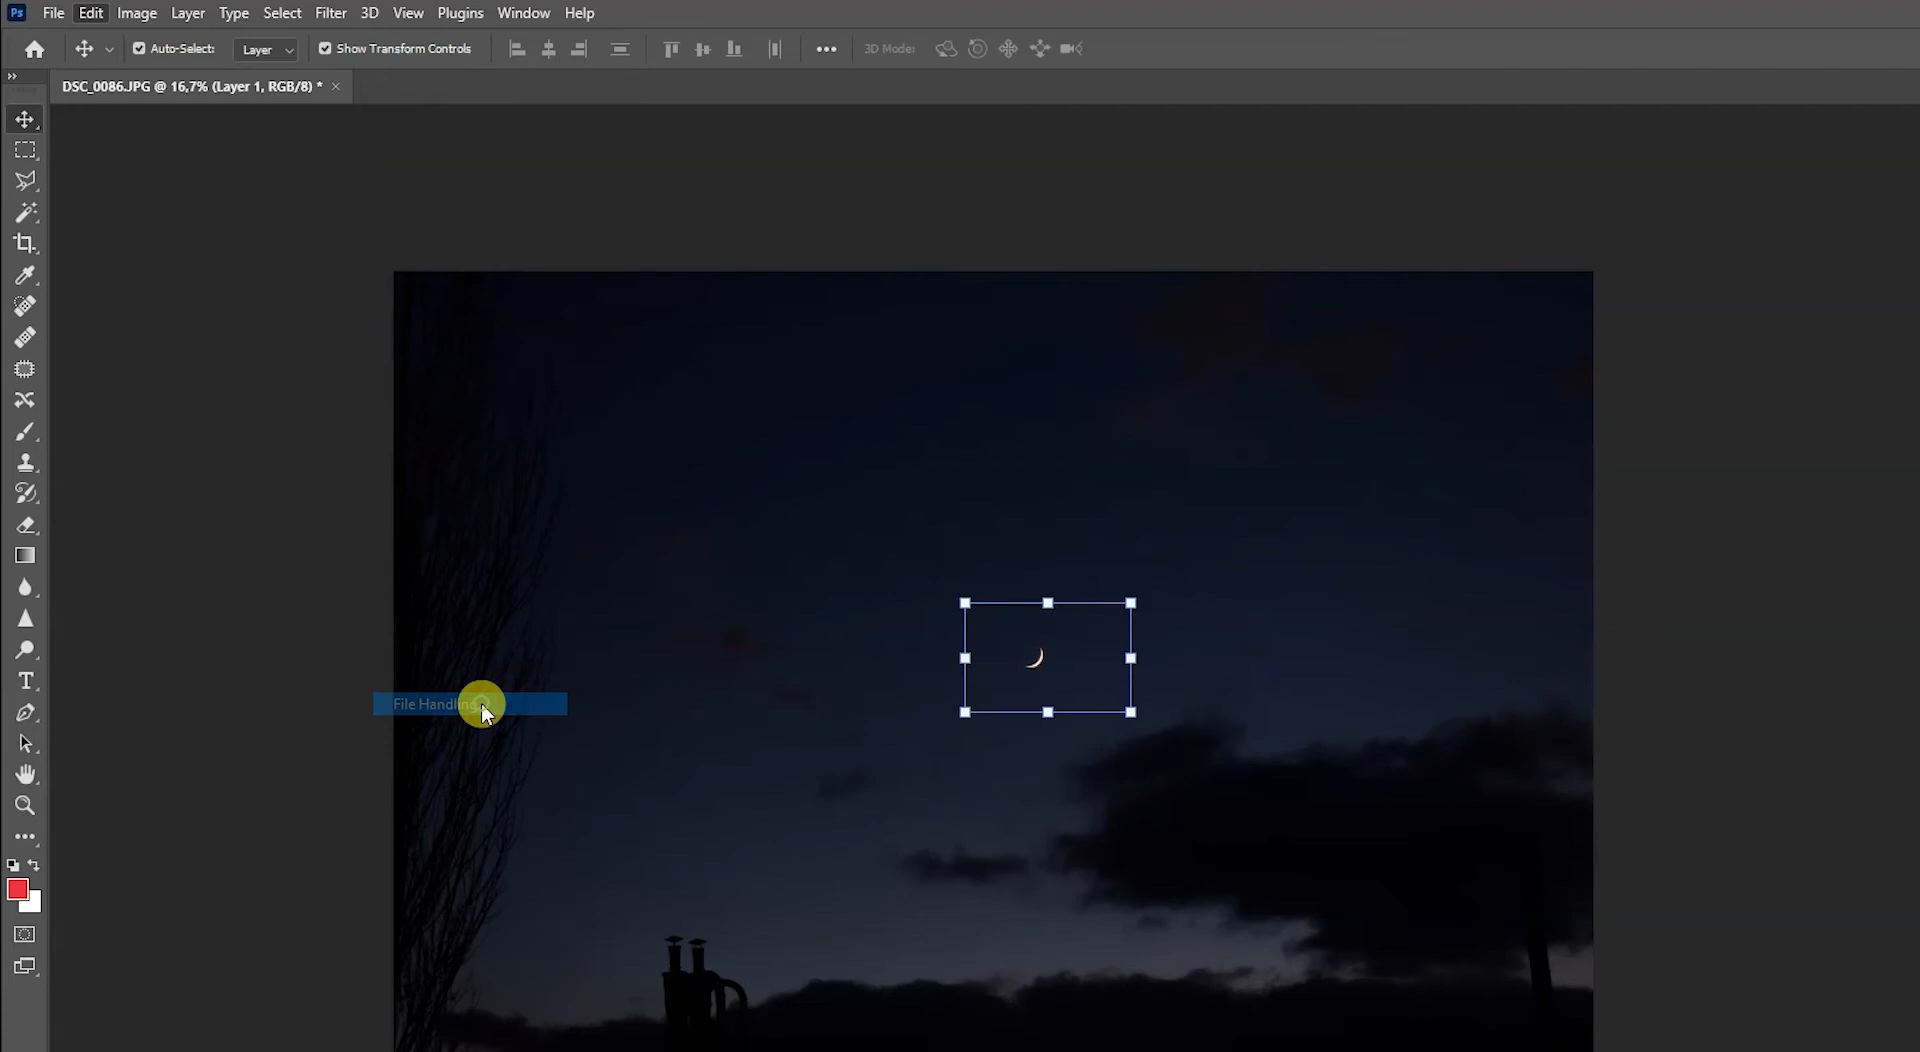 Ps File Edit Image Layer Type Select Filter 3D View Plugins Window Help
Auto-Select: Layer Show Transform Controls 3D Mode:
DSC_0086.JPG @ 16,7% (Layer 1, RGB/8) *
File Handling